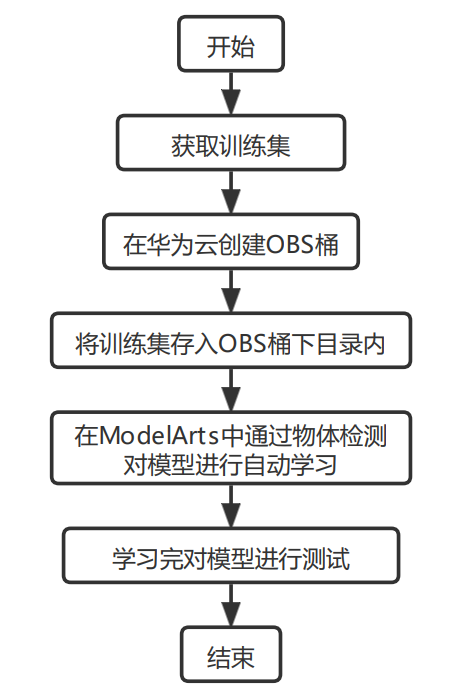 开始
获取训练集
在华为云创建OBS桶
将训练集存入OBS桶下目录内
在ModelArts中通过物体检测
对模型进行自动学习
学习完对模型进行测试
结束